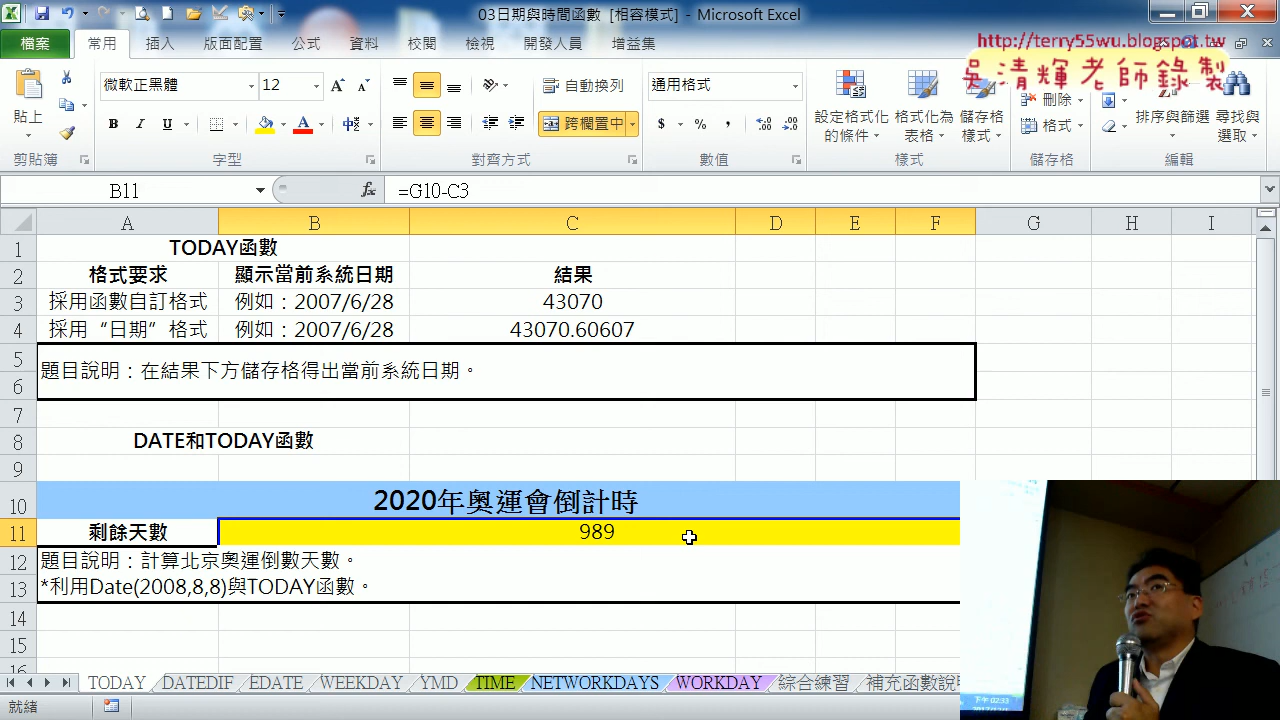 03日期與時間函數 [相容模式] - Microsoft Excel
檔案 常用 插入 版面配置 公式 資料 校閱 檢視 開發人員 增益集
http://terry55wu.blogspot.tw
吳清輝老師錄製
微軟正黑體 12 自動換列 通用格式
貼上 B I U 跨欄置中 $ % , 設定格式化的條件 格式化為表格 儲存格樣式 刪除 格式 排序與篩選 尋找與選取
剪貼簿 字型 對齊方式 數值 樣式 儲存格 編輯
B11 fx =G10-C3
A B C D E F G H I
1 TODAY函數
2 格式要求 顯示當前系統日期 結果
3 採用函數自訂格式 例如：2007/6/28 43070
4 採用“日期”格式 例如：2007/6/28 43070.60607
5 題目說明：在結果下方儲存格得出當前系統日期。
6
7
8 DATE和TODAY函數
9
10 2020年奧運會倒計時
11 剩餘天數 989
12 題目說明：計算北京奧運倒數天數。
13 *利用Date(2008,8,8)與TODAY函數。
14
15
16
TODAY DATEDIF EDATE WEEKDAY YMD TIME NETWORKDAYS WORKDAY 綜合練習
就緒
下午 02:33